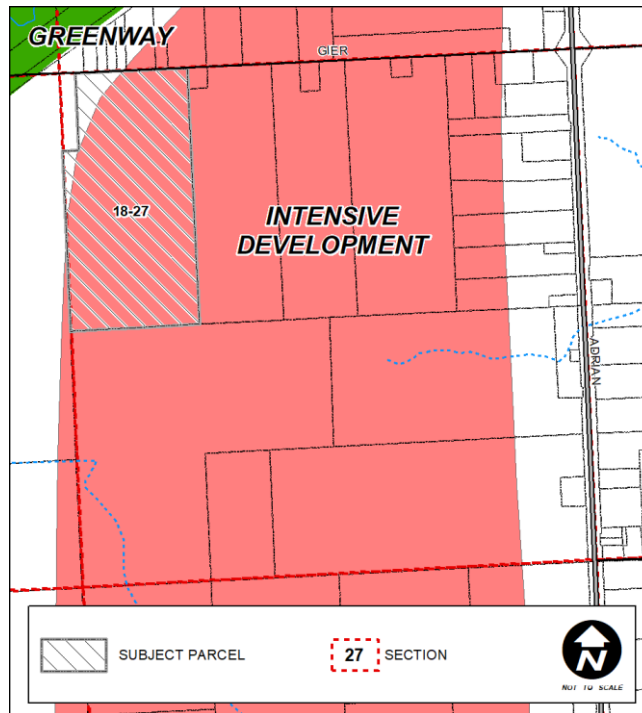 GREENWAY
GIER
18-27
INTENSIVE
DEVELOPMENT
ADRIAN
SUBJECT PARCEL
27
SECTION
N
NOT TO SCALE